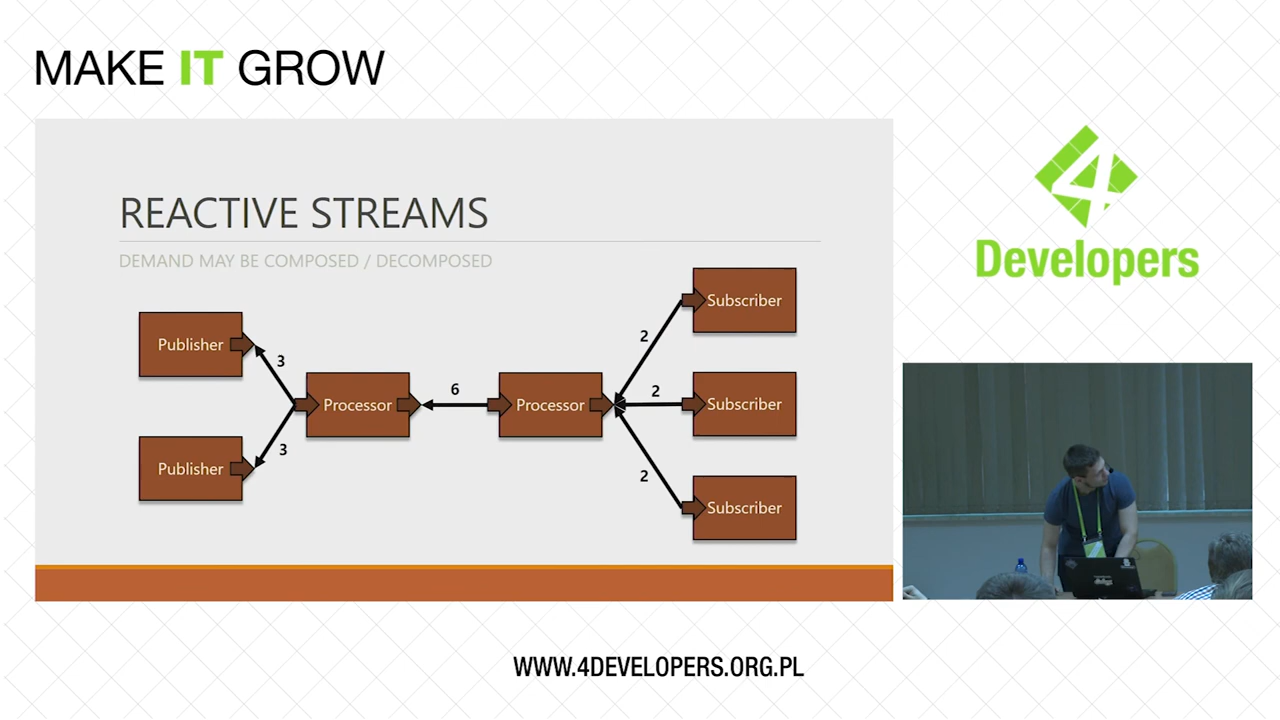 MAKE IT GROW
REACTIVE STREAMS
DEMAND MAY BE COMPOSED / DECOMPOSED
Publisher
Publisher
3
3
Processor
6
Processor
2
2
2
Subscriber
Subscriber
Subscriber
4
Developers
WWW.4DEVELOPERS.ORG.PL